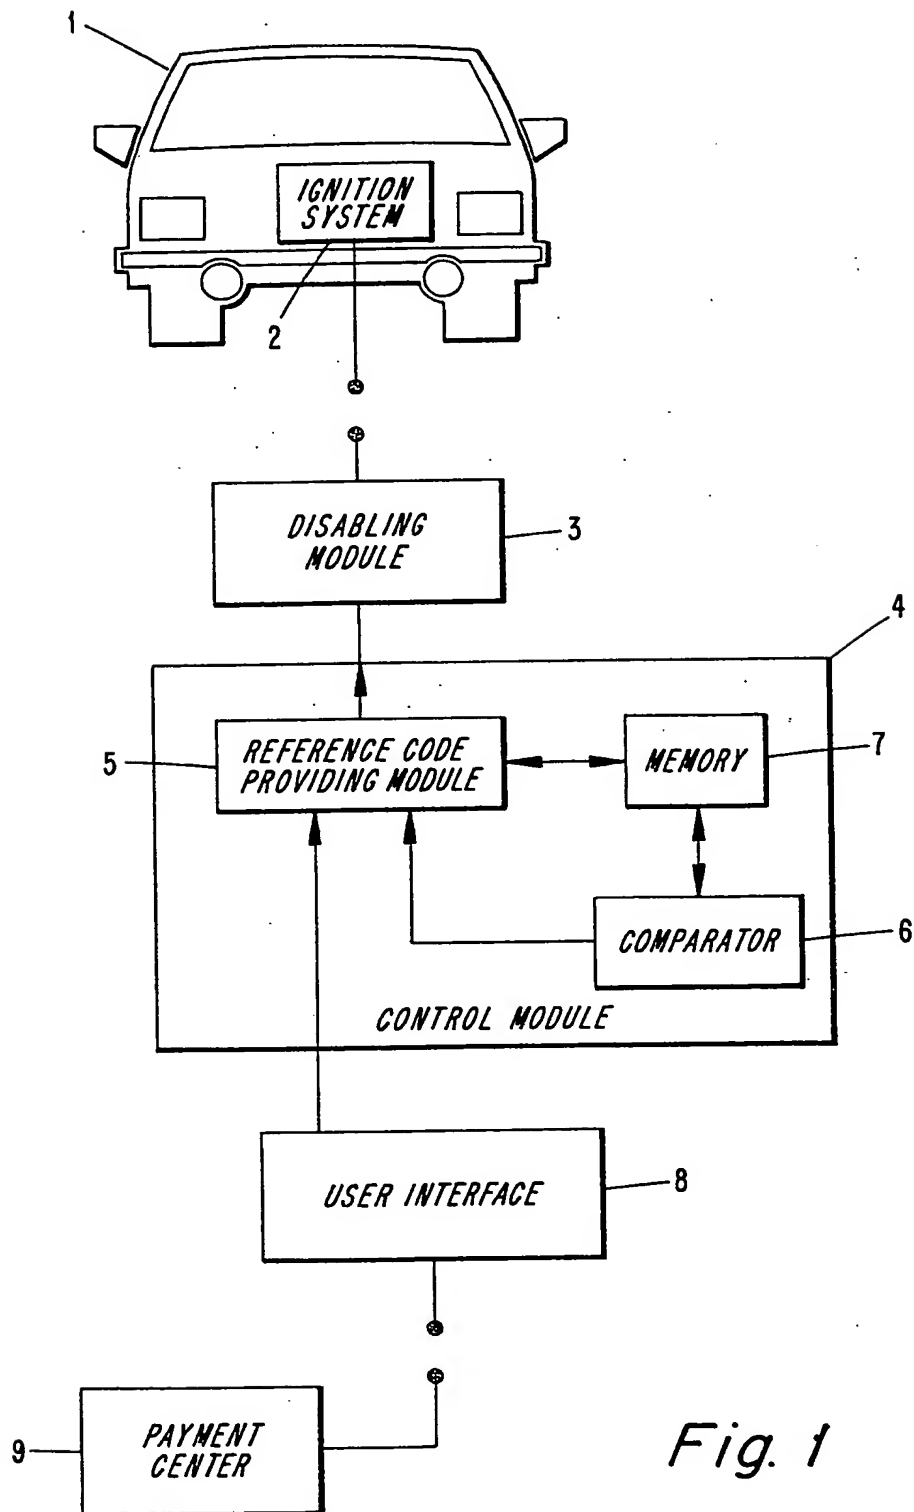 1
IGNITION
SYSTEM
2
DISABLING
MODULE
3
4
5
REFERENCE CODE
PROVIDING MODULE
MEMORY
7
COMPARATOR
6
CONTROL MODULE
USER INTERFACE
8
9
PAYMENT
CENTER
Fig. 1